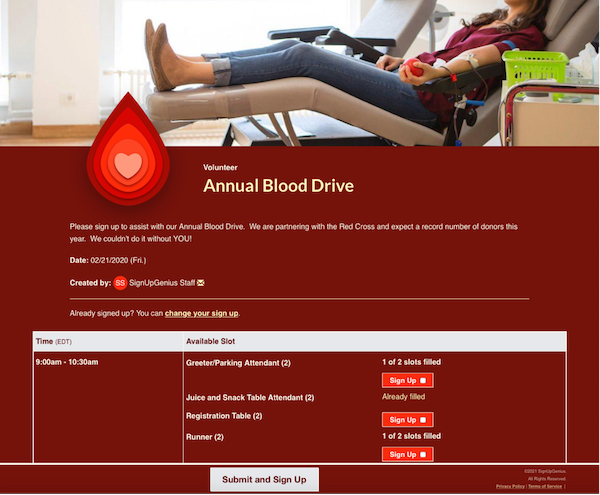 Volunteer
Annual Blood Drive
Please sign up to assist with our Annual Blood Drive. We are partnering with the Red Cross and expect a record number of donors this
year. We couldn't do it without YOU!
Date: 02/21/2020 (Fri.)
Created by: SS SignUpGenius Staff
Already signed up? You can change your sign up.
Time (EDT) Available Slot
9:00am - 10:30am Greeter/Parking Attendant (2) 1 of 2 slots filled
Sign Up
Juice and Snack Table Attendant (2) Already filled
Registration Table (2) Sign Up
Runner (2) 1 of 2 slots filled
Sign Up
Submit and Sign Up
©2021 SignUpGenius
All Rights Reserved
Privacy Policy | Terms of Service |